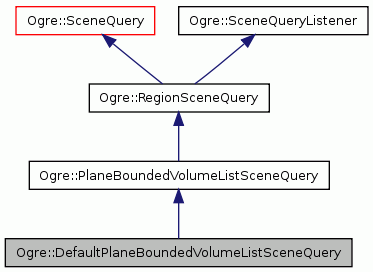 Ogre::SceneQuery
Ogre::SceneQueryListener
Ogre::RegionSceneQuery
Ogre::PlaneBoundedVolumeListSceneQuery
Ogre::DefaultPlaneBoundedVolumeListSceneQuery